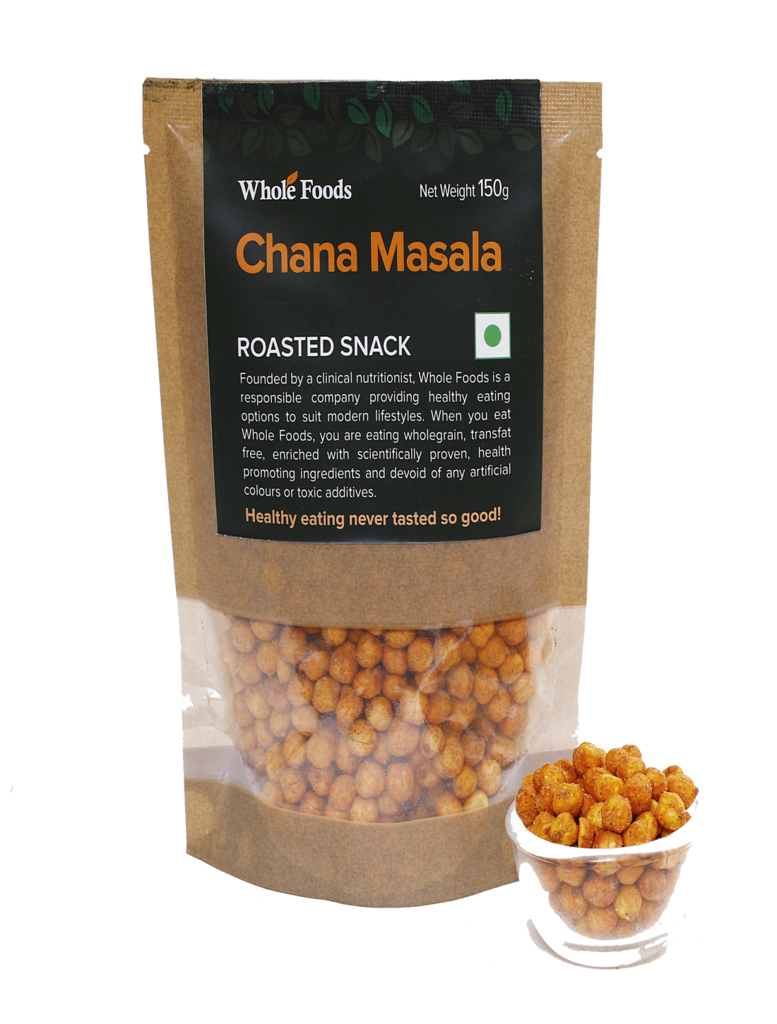 Whole Foods
Net Weight 150g
Chana Masala
ROASTED SNACK
Founded by a clinical nutritionist, Whole Foods is a
responsible company providing healthy eating
options to suit modern lifestyles. When you eat
Whole Foods, you are eating wholegrain, transfat
free, enriched with scientifically proven, health
promoting ingredients and devoid of any artificial
colours or toxic additives.
Healthy eating never tasted so good!